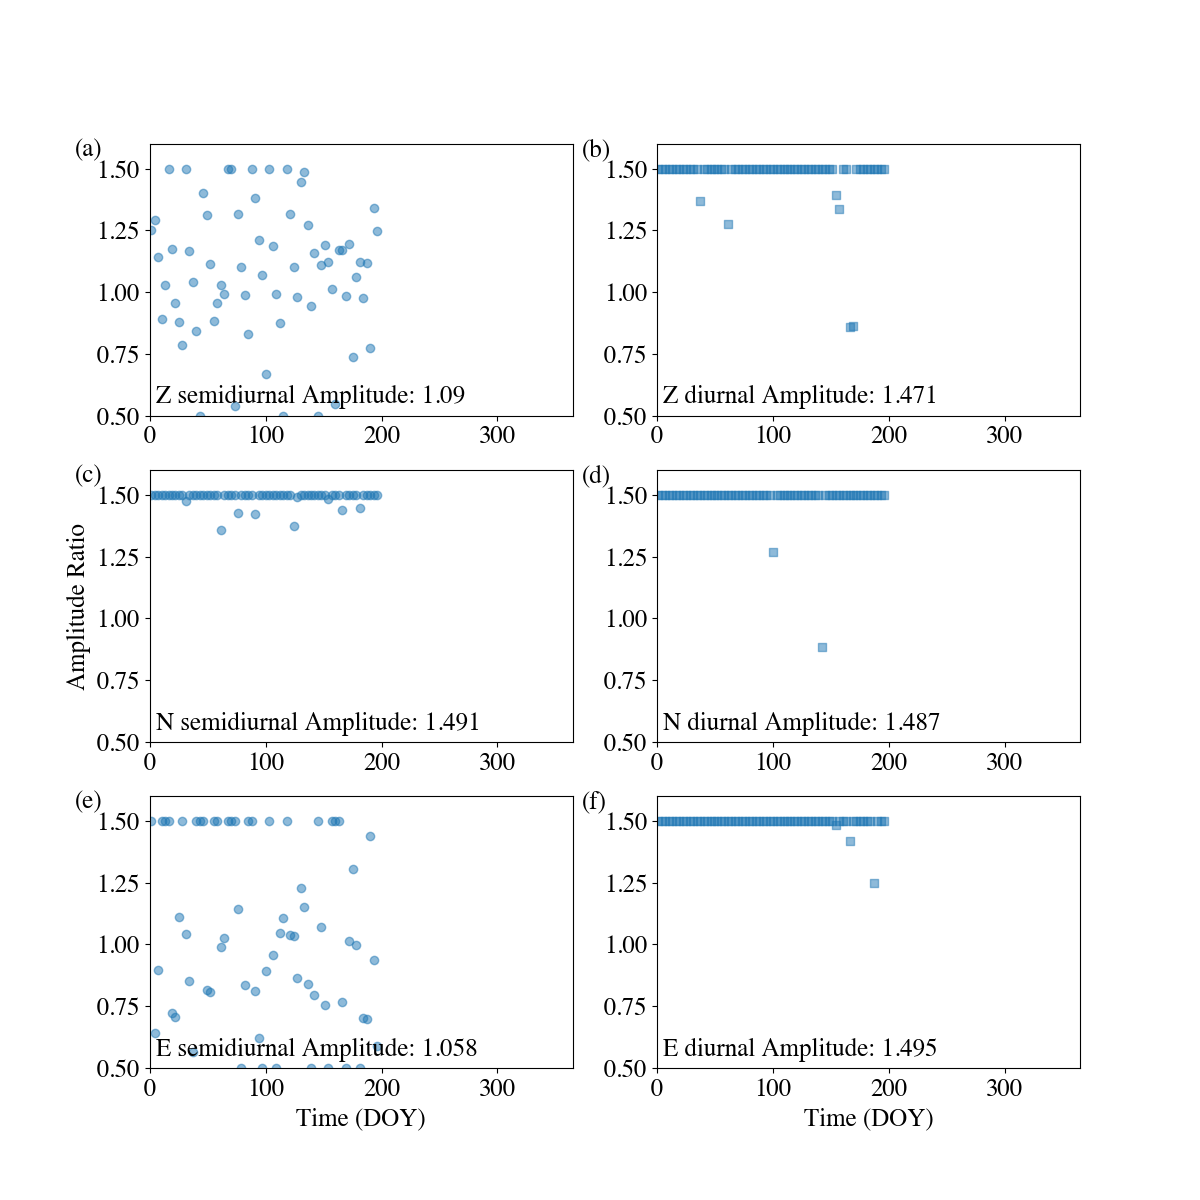 (a)
1.50
1.25
1.00
0.75
0.50
Z semidiurnal Amplitude: 1.09
0 100 200 300
(b)
1.50
1.25
1.00
0.75
0.50
Z diurnal Amplitude: 1.471
0 100 200 300
(c)
1.50
1.25
1.00
0.75
0.50
Amplitude Ratio
N semidiurnal Amplitude: 1.491
0 100 200 300
(d)
1.50
1.25
1.00
0.75
0.50
N diurnal Amplitude: 1.487
0 100 200 300
(e)
1.50
1.25
1.00
0.75
0.50
E semidiurnal Amplitude: 1.058
0 100 200 300
Time (DOY)
(f)
1.50
1.25
1.00
0.75
0.50
E diurnal Amplitude: 1.495
0 100 200 300
Time (DOY)